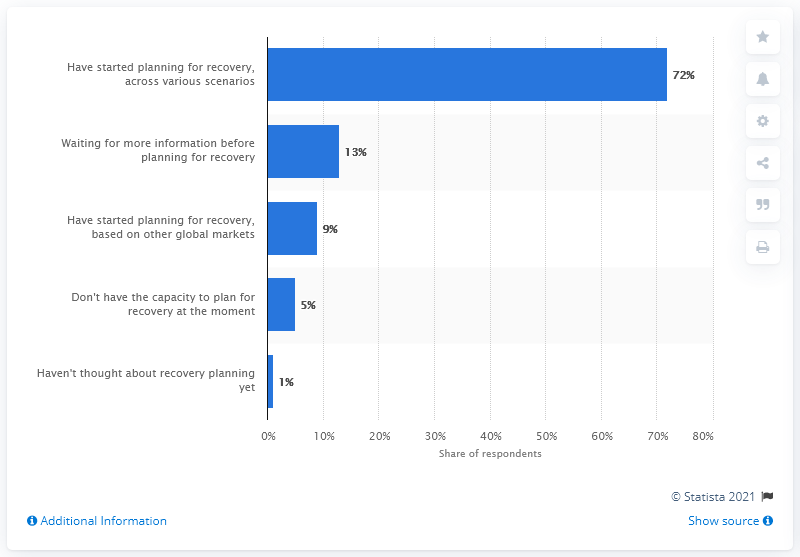 Have started planning for recovery,
across various scenarios
72%
Waiting for more information before
planning for recovery
13%
Have started planning for recovery,
based on other global markets
9%
Don't have the capacity to plan for
recovery at the moment
5%
Haven't thought about recovery planning
yet
1%
0% 10% 20% 30% 40% 50% 60% 70% 80%
Share of respondents
© Statista 2021
Additional Information
Show source